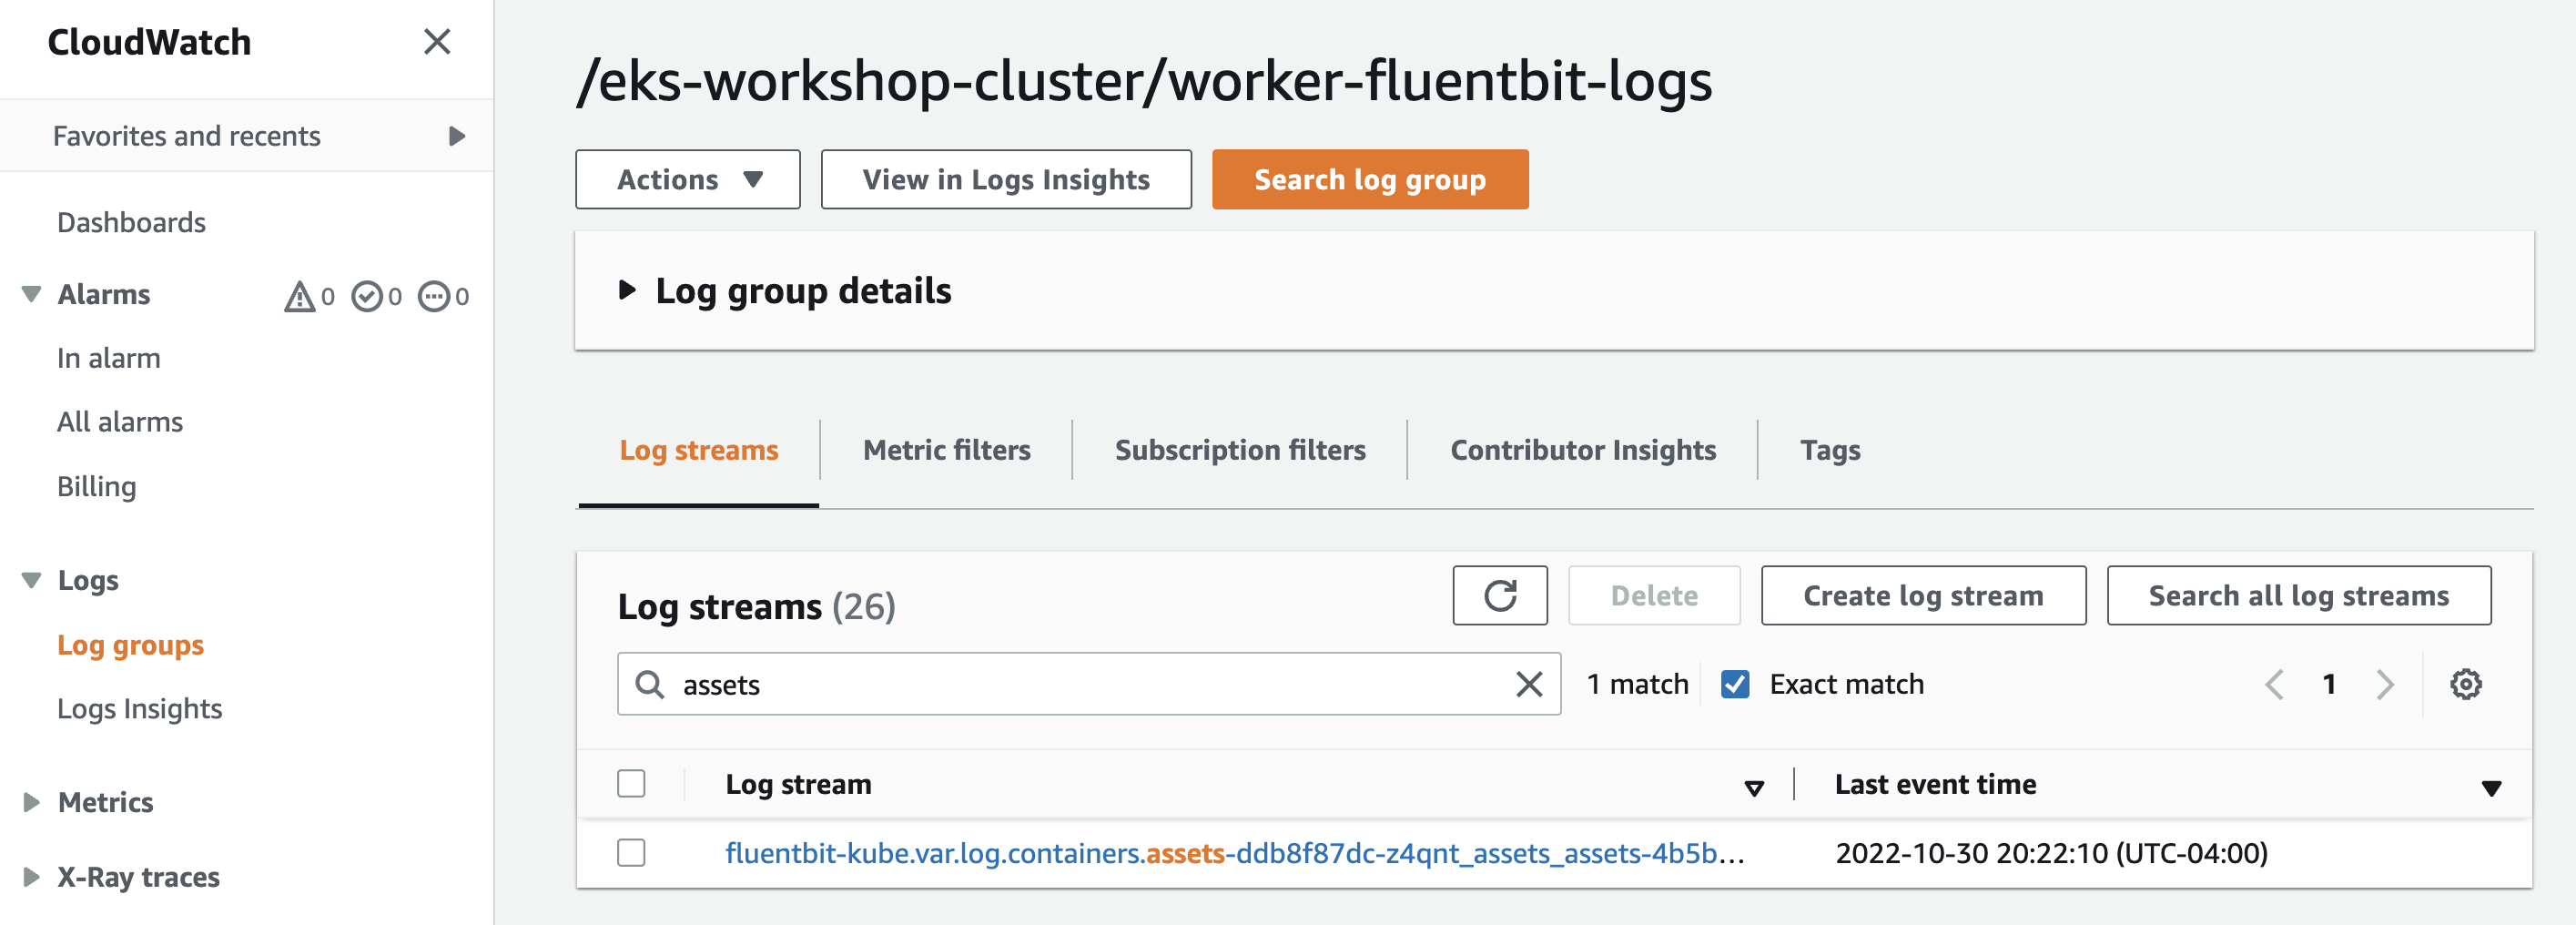 CloudWatch
Favorites and recents
Dashboards
Alarms 0 0 0
In alarm
All alarms
Billing
Logs
Log groups
Logs Insights
Metrics
X-Ray traces
/eks-workshop-cluster/worker-fluentbit-logs
Actions View in Logs Insights Search log group
Log group details
Log streams Metric filters Subscription filters Contributor Insights Tags
Log streams (26) Delete Create log stream Search all log streams
assets 1 match Exact match 1
Log stream Last event time
fluentbit-kube.var.log.containers.assets-ddb8f87dc-z4qnt_assets_assets-4b5b... 2022-10-30 20:22:10 (UTC-04:00)